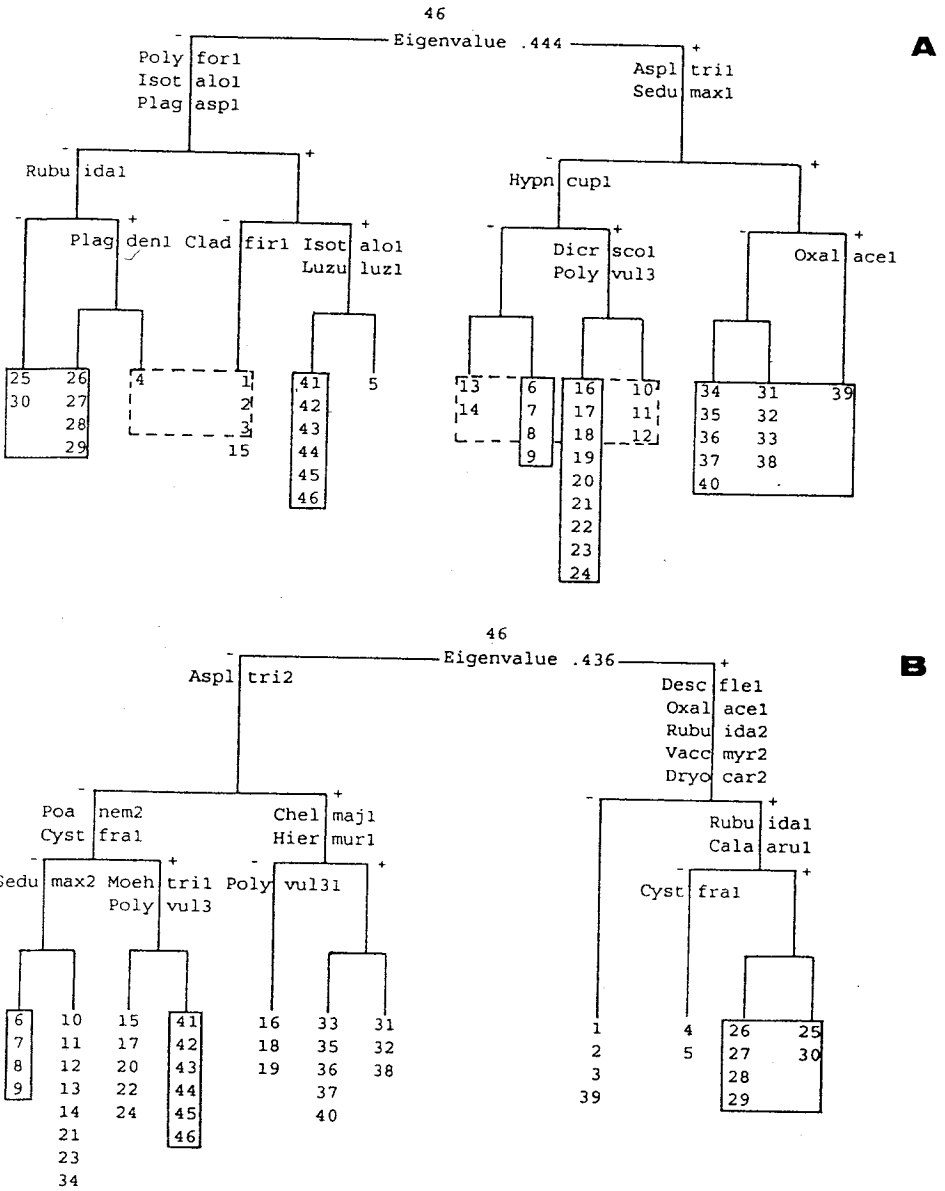 46
- Eigenvalue .444 + A
Poly for1 Aspl tri1
Isot alo1 Sedu max1
Plag asp1
- + - +
Rubu ida1 Hypn cup1
- + - + - + - +
Plag den1 Clad fir1 Isot alo1 Dicr sco1 Oxal ace1
Luzu luz1 Poly vul3
25 26 4 1 41 5 13 6 16 10 34 31 39
30 27 2 42 14 7 17 11 35 32
28 3 43 8 18 12 36 33
29 15 44 9 19 37 38
45 20 40
46 21
22
23
24
46
- Eigenvalue .436 + B
Aspl tri2 Desc fle1
Oxal ace1
Rubu ida2
Vacc myr2
Dryo car2
- + - +
Poa nem2 Chel maj1 Rubu ida1
Cyst fra1 Hier mur1 Cala aru1
- + - + - +
Sedu max2 Moeh tri1 Poly vul31 Cyst fra1
Poly vul3
6 10 15 41 16 33 31 1 4 26 25
7 11 17 42 18 35 32 2 5 27 30
8 12 20 43 19 36 38 3 28
9 13 22 44 37 39 29
14 24 45 40
21 46
23
34